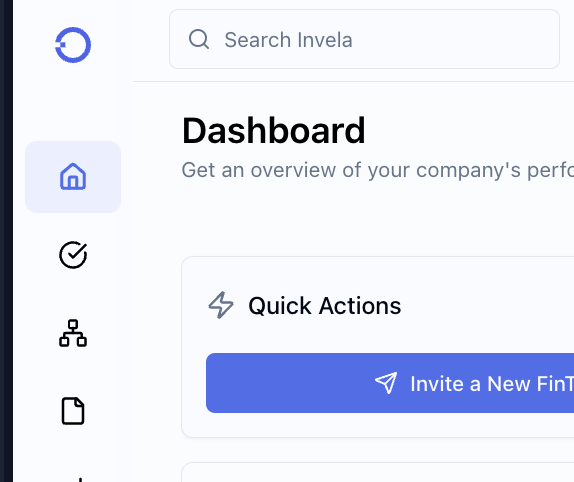 Search Invela
Dashboard
Get an overview of your company's perfo
Quick Actions
Invite a New FinT